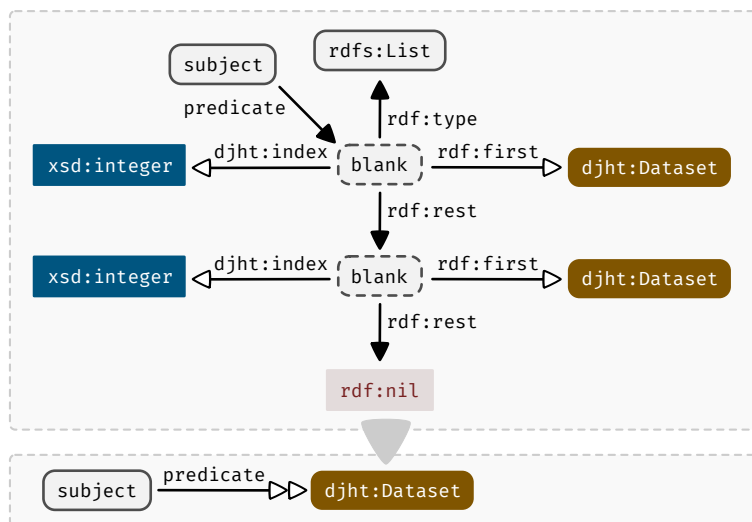 rdfs:List
subject
predicate
rdf:type
xsd:integer
djht:index
blank
rdf:first
djht:Dataset
rdf:rest
xsd:integer
djht:index
blank
rdf:first
djht:Dataset
rdf:rest
rdf:nil
subject
predicate
djht:Dataset